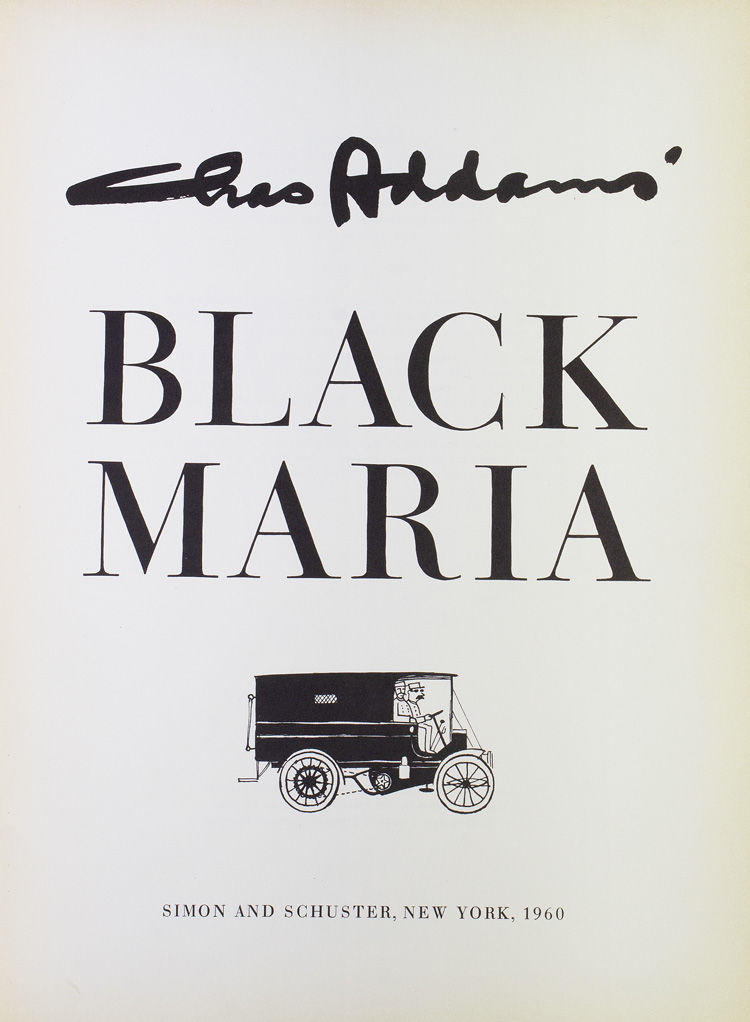 Chas Addams'
BLACK
MARIA
SIMON AND SCHUSTER, NEW YORK, 1960